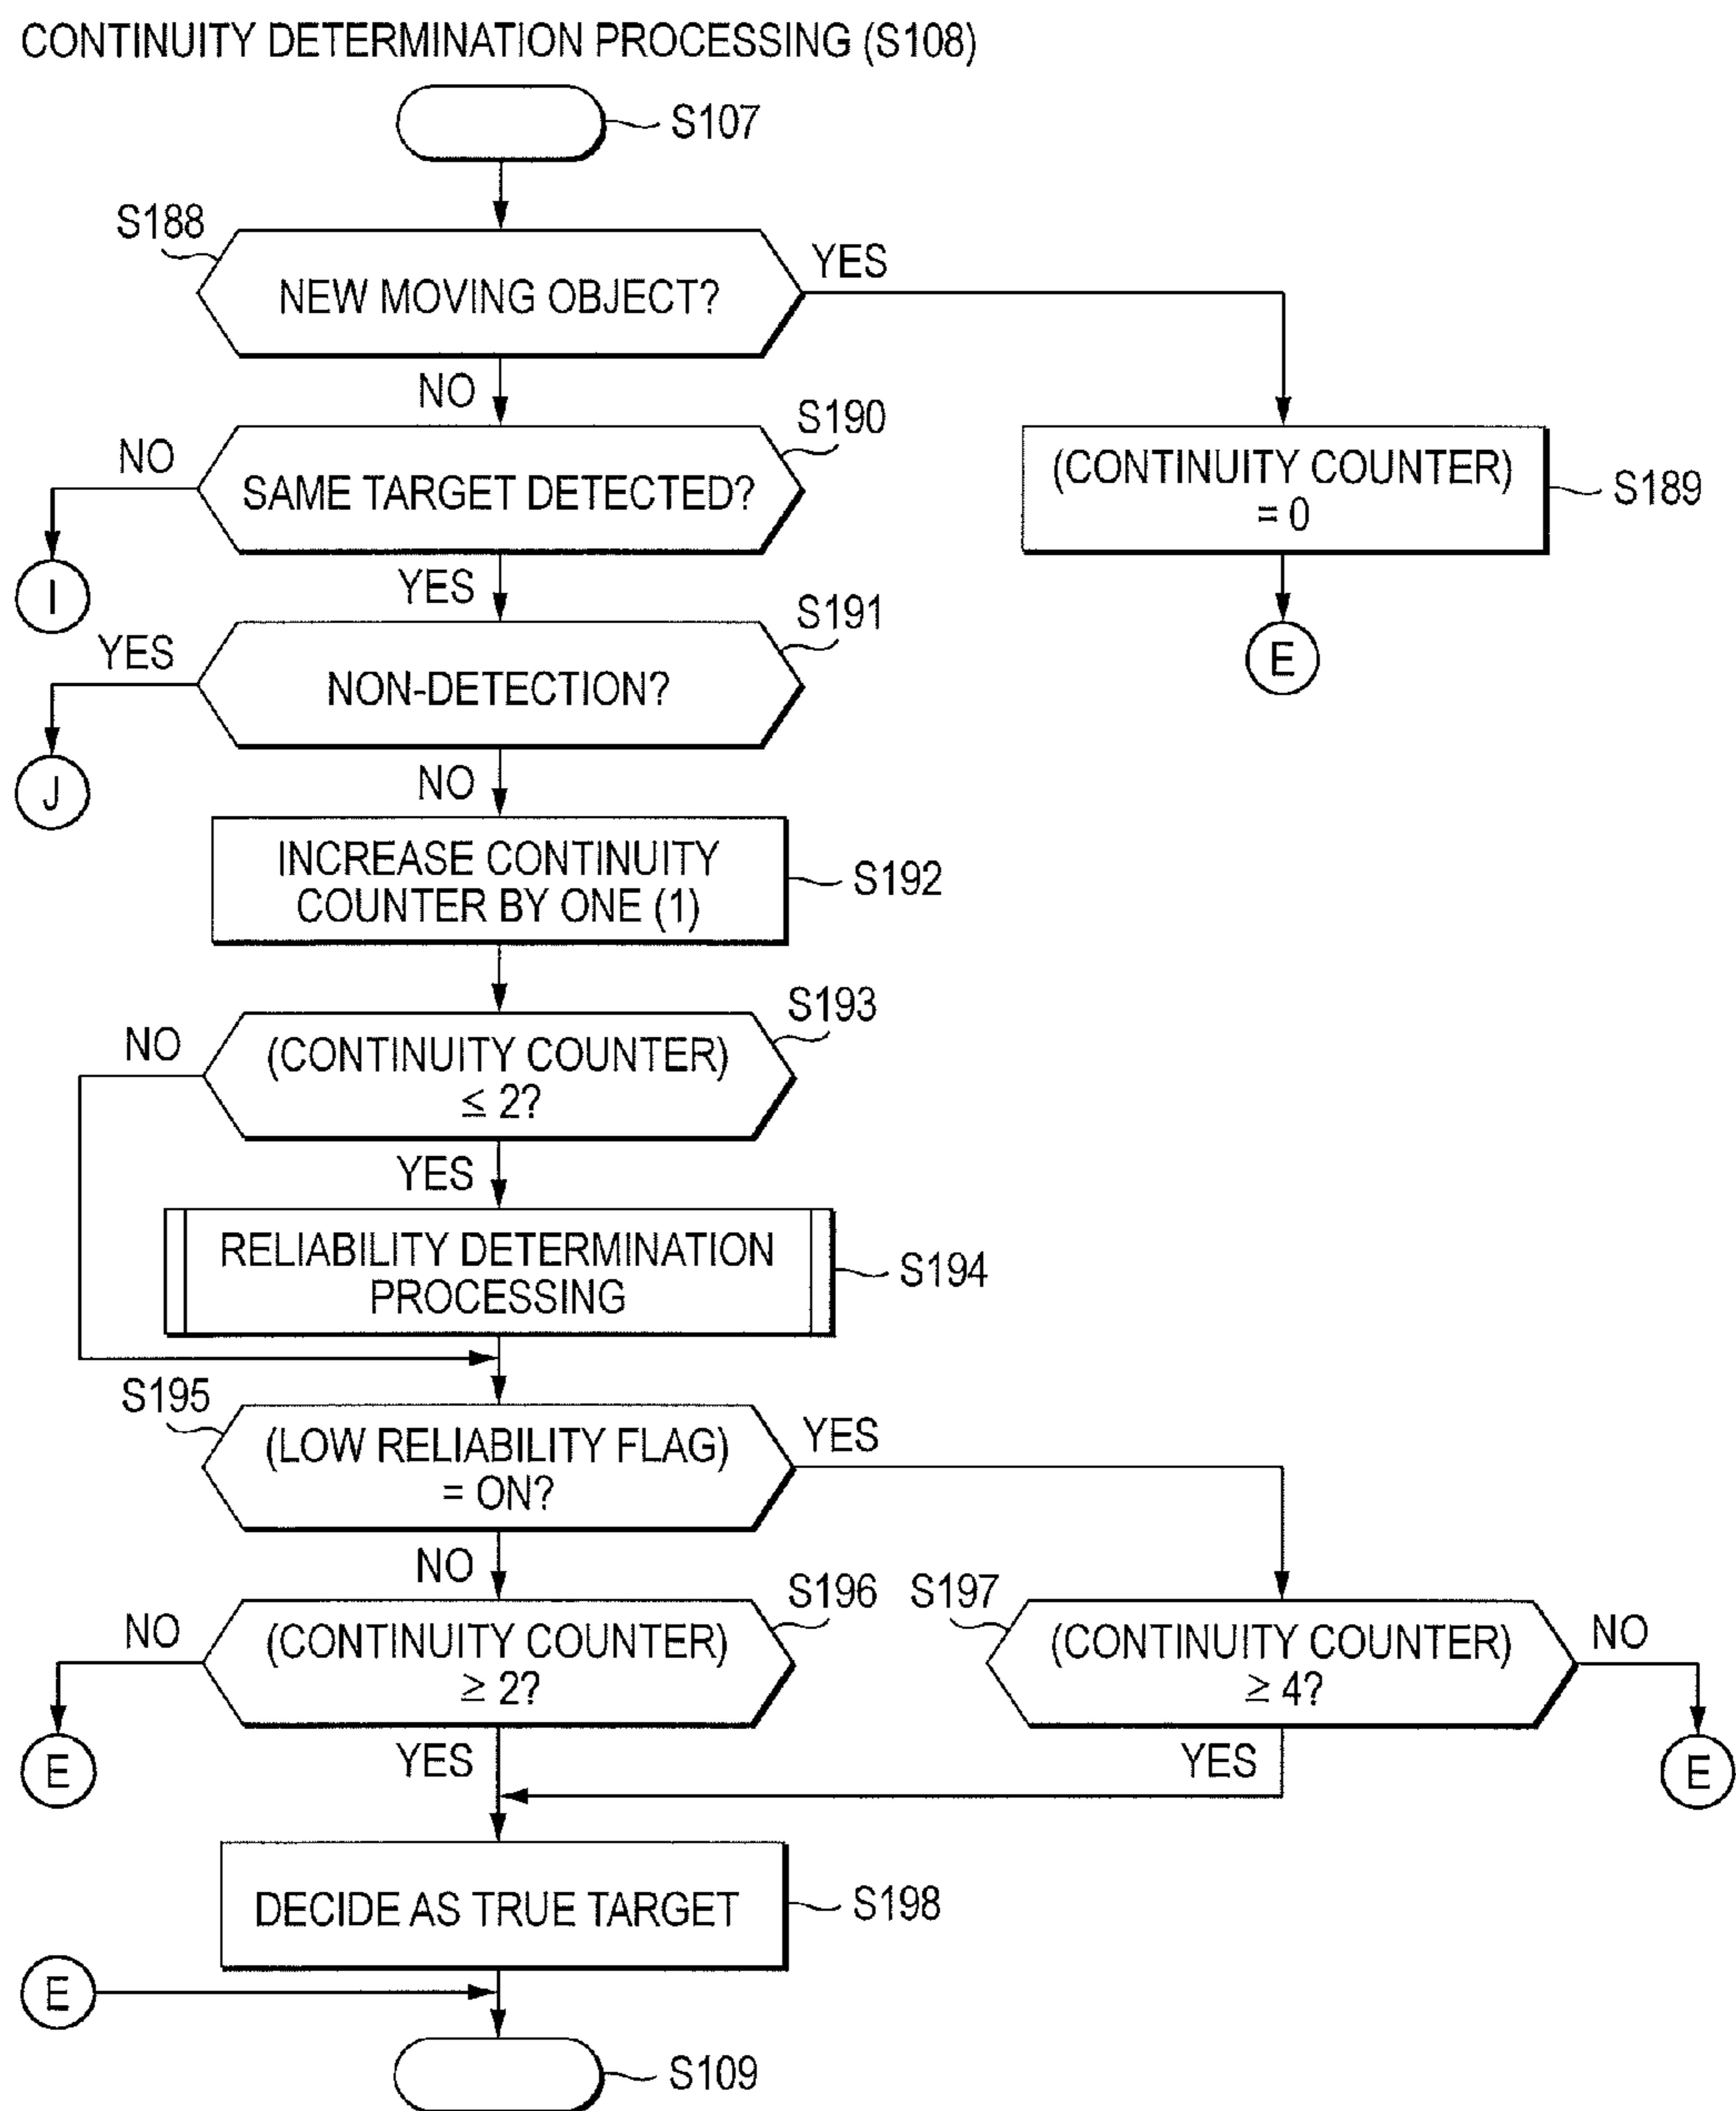 CONTINUITY DETERMINATION PROCESSING (S108)
S107
S188
NEW MOVING OBJECT?
YES
NO
S190
NO
SAME TARGET DETECTED?
(CONTINUITY COUNTER)
= 0
S189
I
YES
S191
YES
NON-DETECTION?
E
J
NO
INCREASE CONTINUITY
COUNTER BY ONE (1)
S192
S193
NO
(CONTINUITY COUNTER)
≤ 2?
YES
RELIABILITY DETERMINATION
PROCESSING
S194
S195
(LOW RELIABILITY FLAG)
= ON?
YES
NO
S196
S197
NO
(CONTINUITY COUNTER)
≥ 2?
(CONTINUITY COUNTER)
≥ 4?
NO
E
YES
YES
E
DECIDE AS TRUE TARGET
S198
E
S109